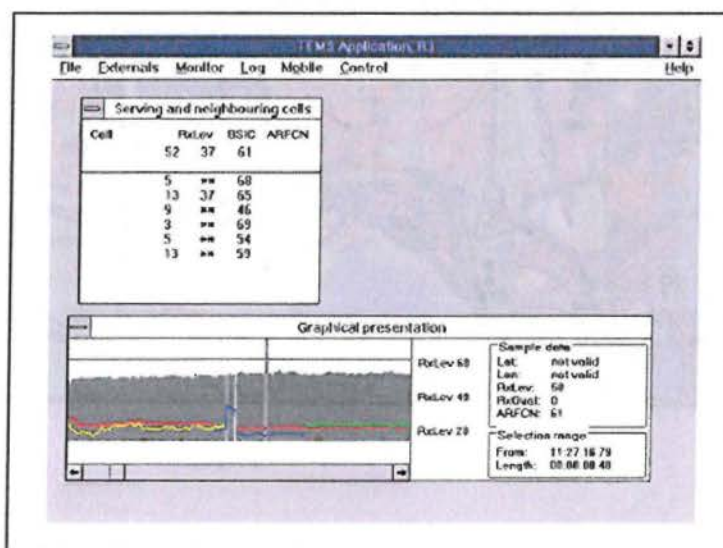 TEMS Application,
File Externals Monitor Log Mobile Control Help
Serving and neighbouring cells
Cell RxLev BSIC ARFCN
52 37 61
5 ** 68
13 37 65
9 ** 46
3 ** 69
5 ** 54
13 ** 59
Graphical presentation
RxLev 60
RxLev 40
RxLev 20
Sample data
Lat: not valid
Lon: not valid
RxLev: 50
RxQual: 0
ARFCN: 61
Selection range
From: 11:27:16.79
Length: 00:00:00.48